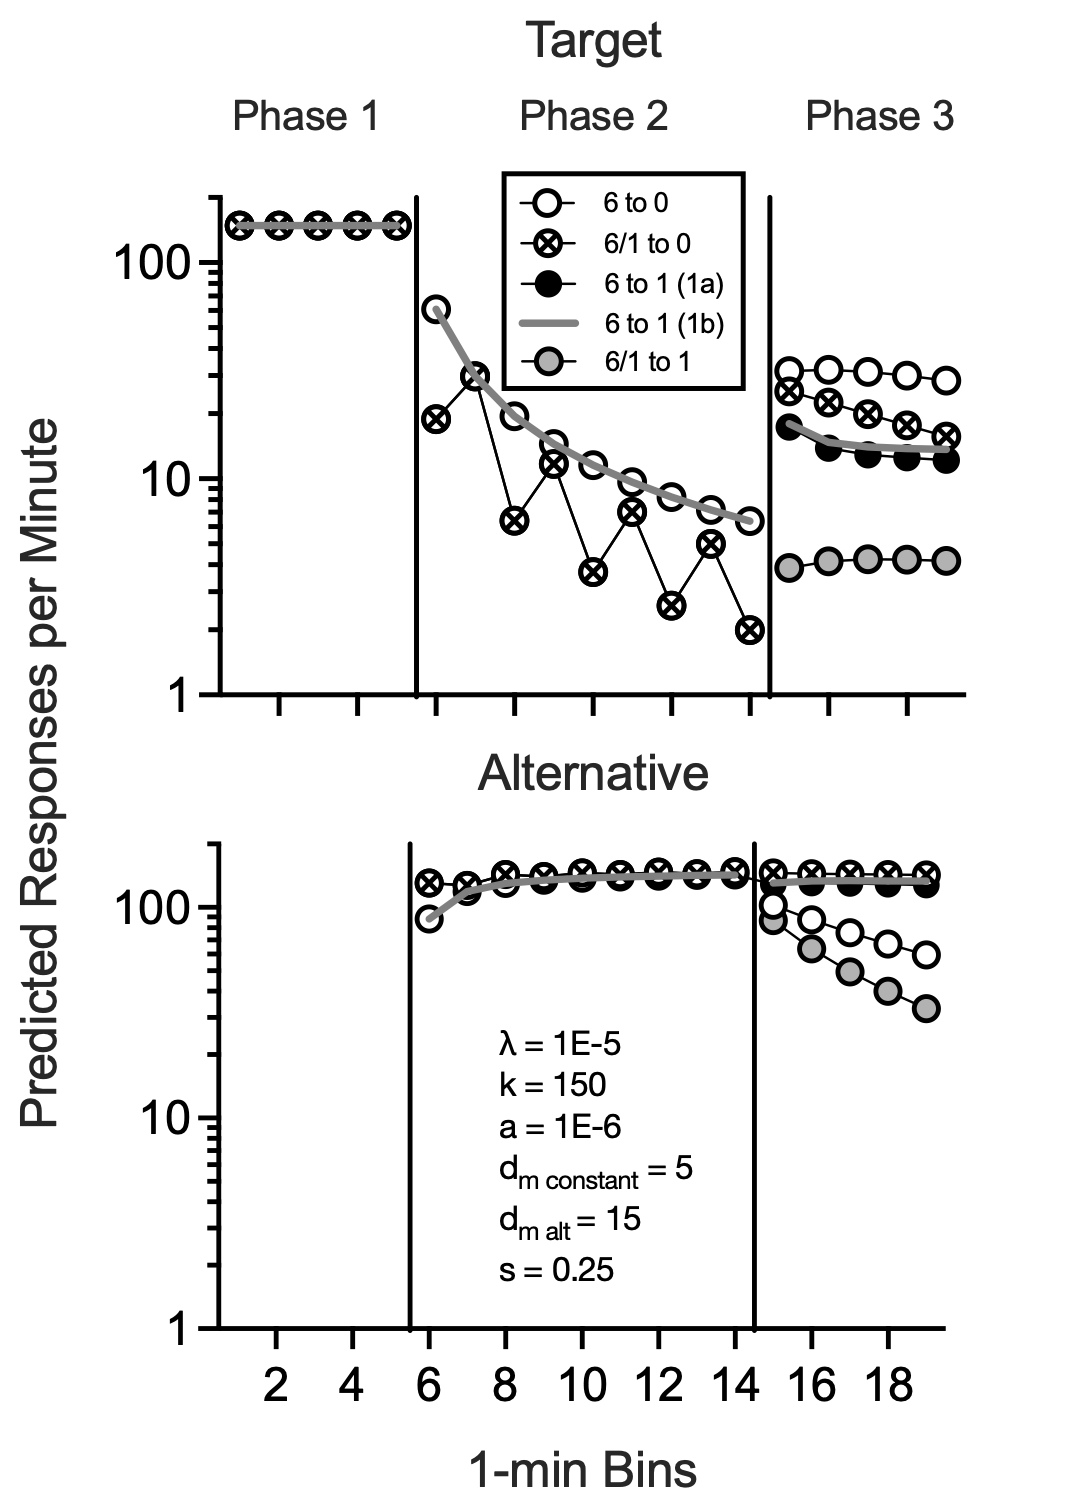 Target
Phase 1 Phase 2 Phase 3
6 to 0
6/1 to 0
6 to 1 (1a)
6 to 1 (1b)
6/1 to 1
100
10
1
Predicted Responses per Minute
Alternative
100
10
1
λ = 1E-5
k = 150
a = 1E-6
dm constant = 5
dm alt = 15
s = 0.25
2 4 6 8 10 12 14 16 18
1-min Bins